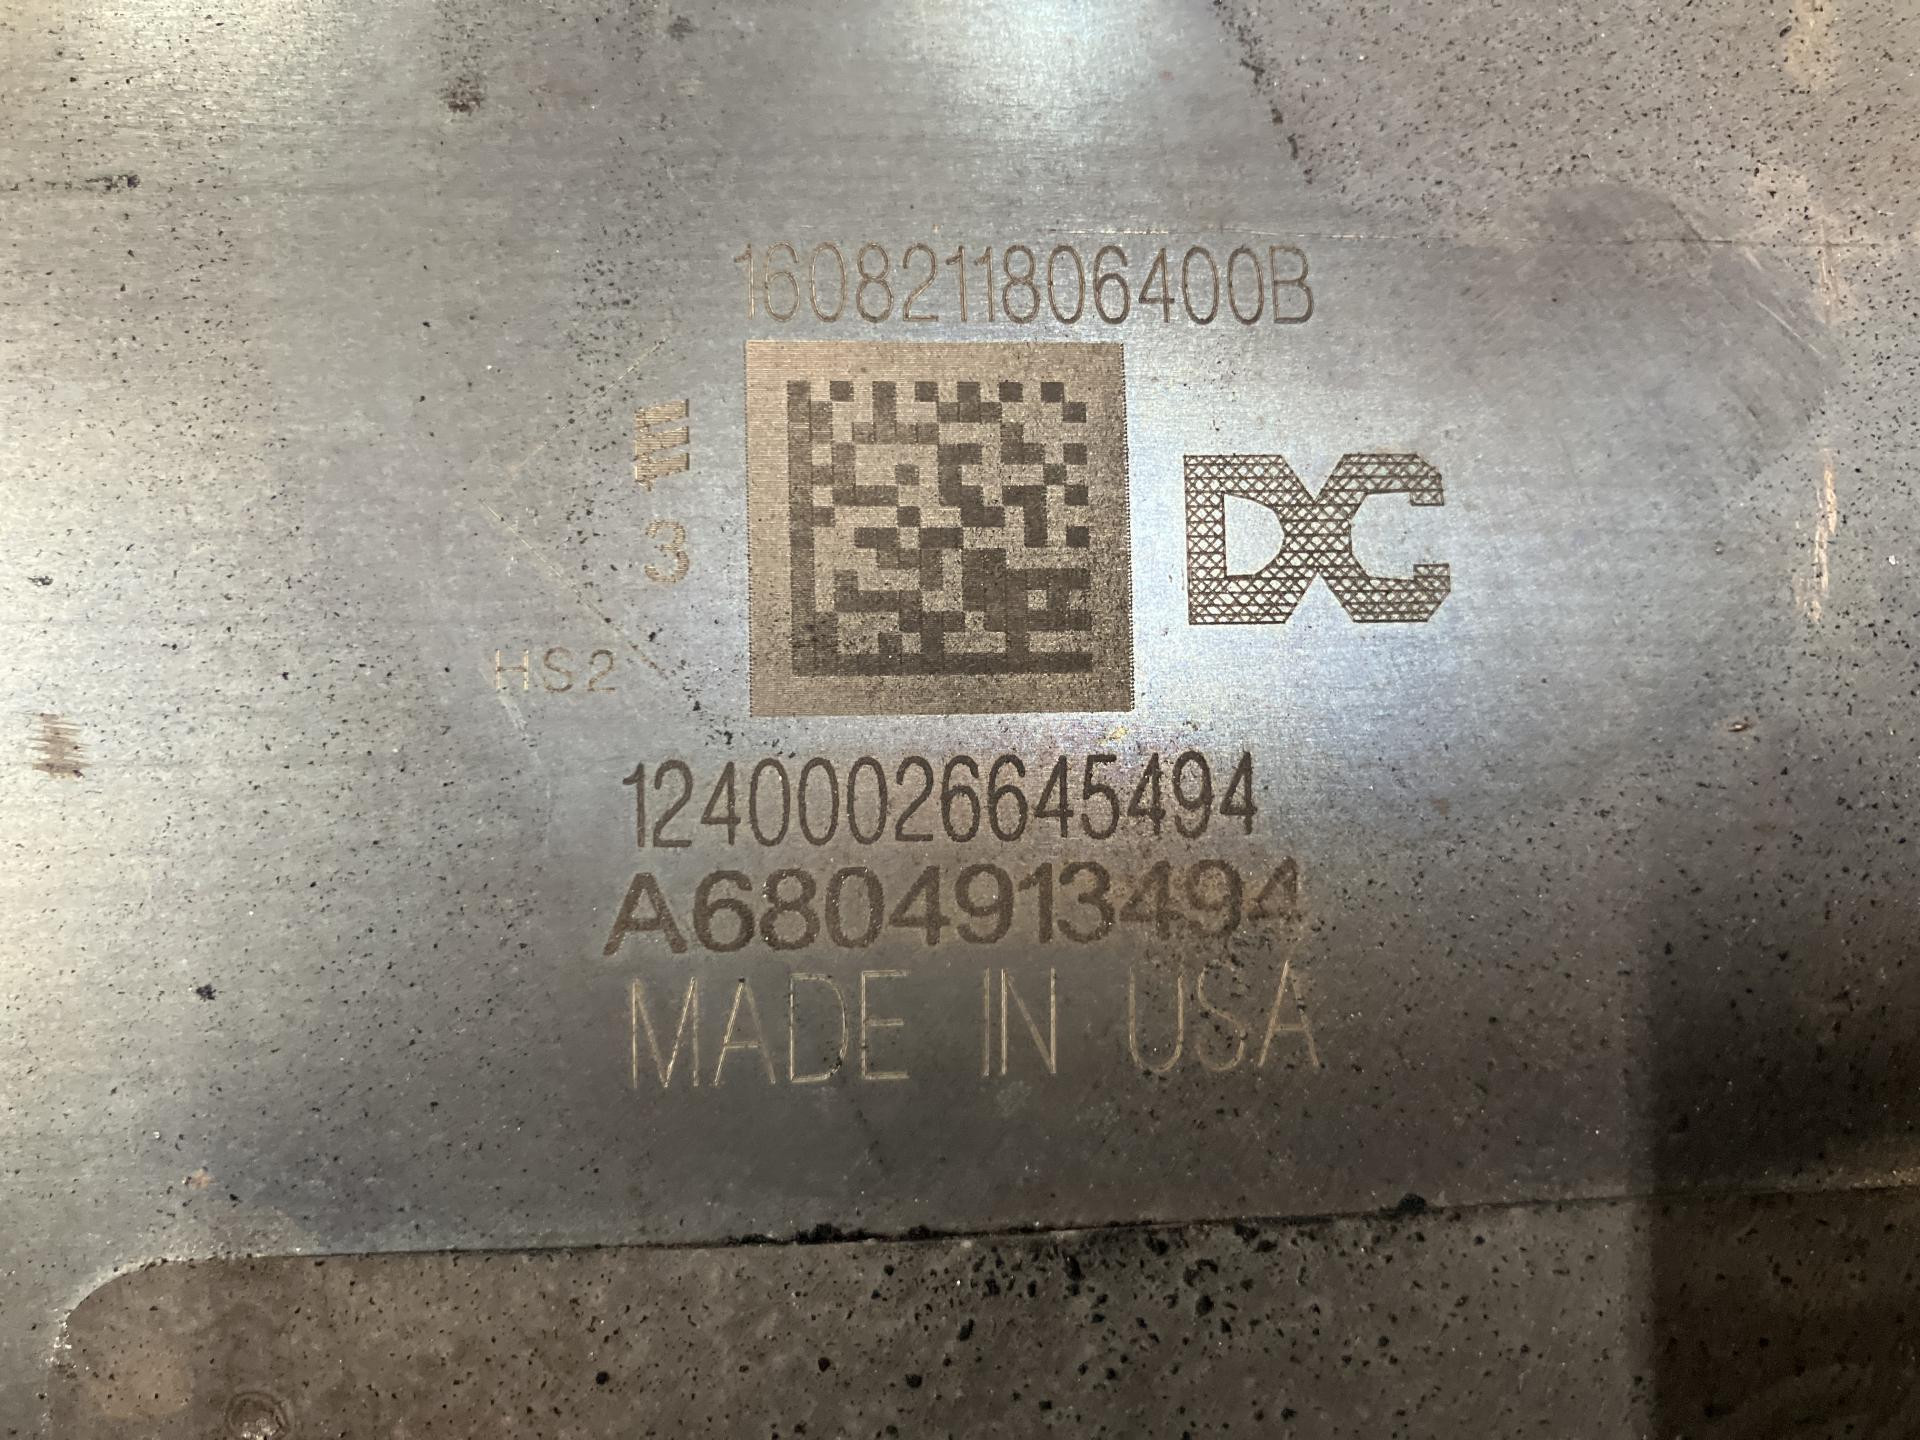 1608211806400B
E
3
DC
HS2
12400026645494
A6804913494
MADE IN USA